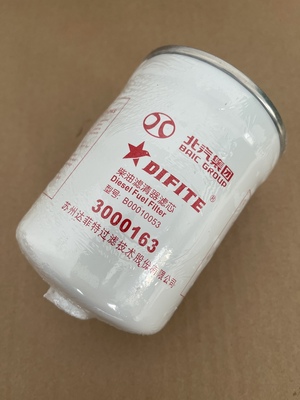 北汽集团
BAIC GROUP
DIFITE
柴油滤清器滤芯
Diesel Fuel Filter
型号: B00010053
3000163
苏州达菲特过滤技术股份有限公司